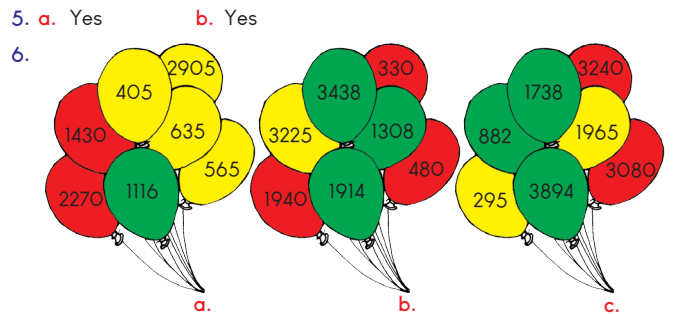 5. a. Yes b. Yes
6.
2905 330 3240
405 3438 1738
1430 635 3225 1308 882 1965
565 480 3080
2270 1116 1940 1914 295 3894
a. b. c.